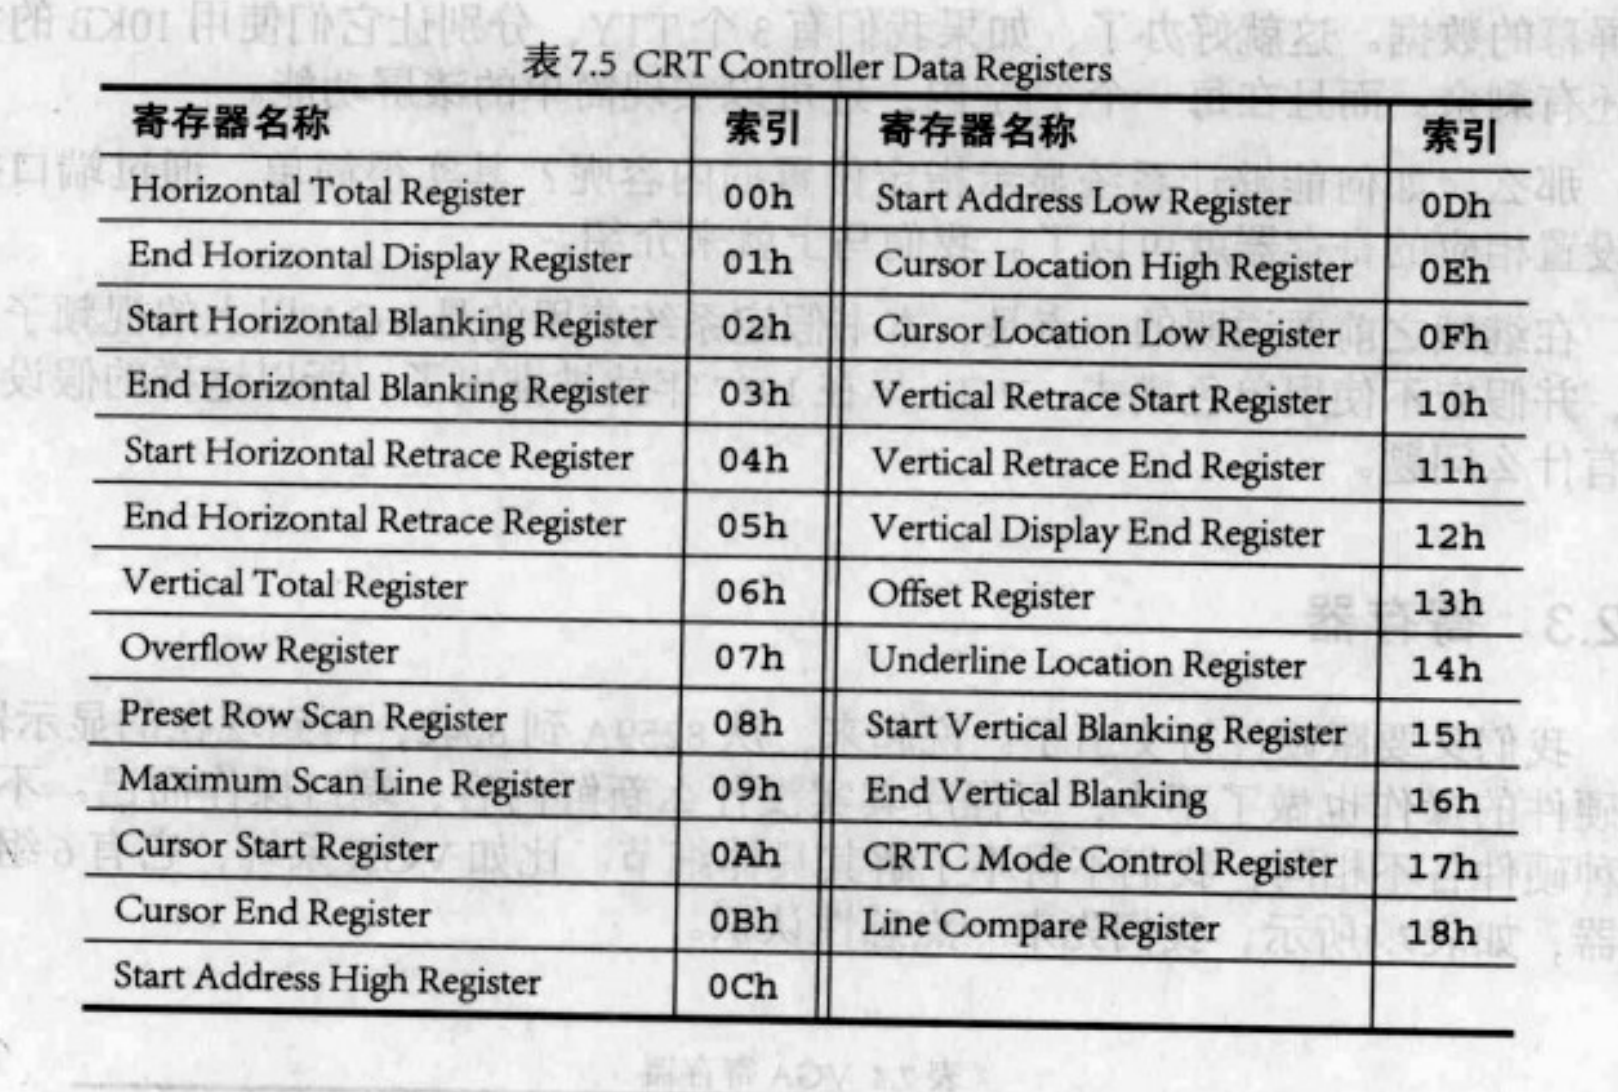 表 7.5 CRT Controller Data Registers
寄存器名称 索引 寄存器名称 索引
Horizontal Total Register 00h Start Address Low Register 0Dh
End Horizontal Display Register 01h Cursor Location High Register 0Eh
Start Horizontal Blanking Register 02h Cursor Location Low Register 0Fh
End Horizontal Blanking Register 03h Vertical Retrace Start Register 10h
Start Horizontal Retrace Register 04h Vertical Retrace End Register 11h
End Horizontal Retrace Register 05h Vertical Display End Register 12h
Vertical Total Register 06h Offset Register 13h
Overflow Register 07h Underline Location Register 14h
Preset Row Scan Register 08h Start Vertical Blanking Register 15h
Maximum Scan Line Register 09h End Vertical Blanking 16h
Cursor Start Register 0Ah CRTC Mode Control Register 17h
Cursor End Register 0Bh Line Compare Register 18h
Start Address High Register 0Ch